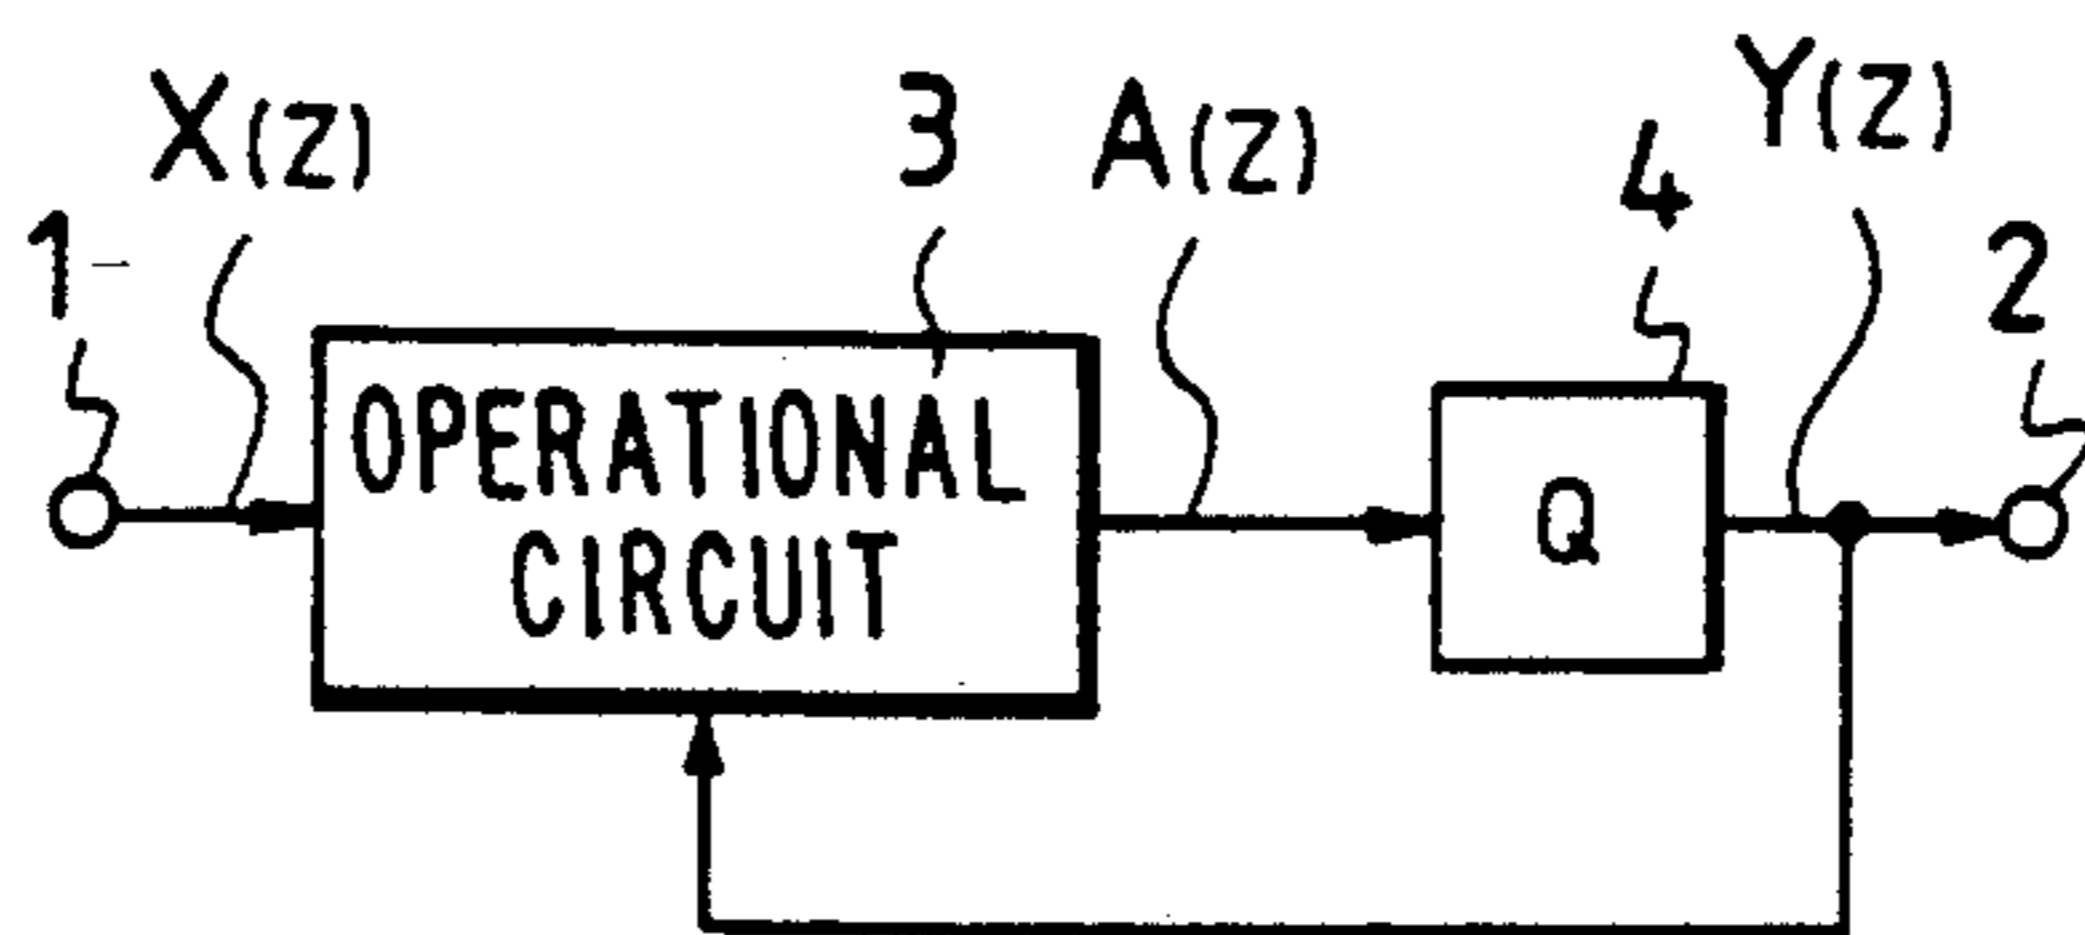 X(Z)
3
A(Z)
4
Y(Z)
1
2
OPERATIONAL
CIRCUIT
Q